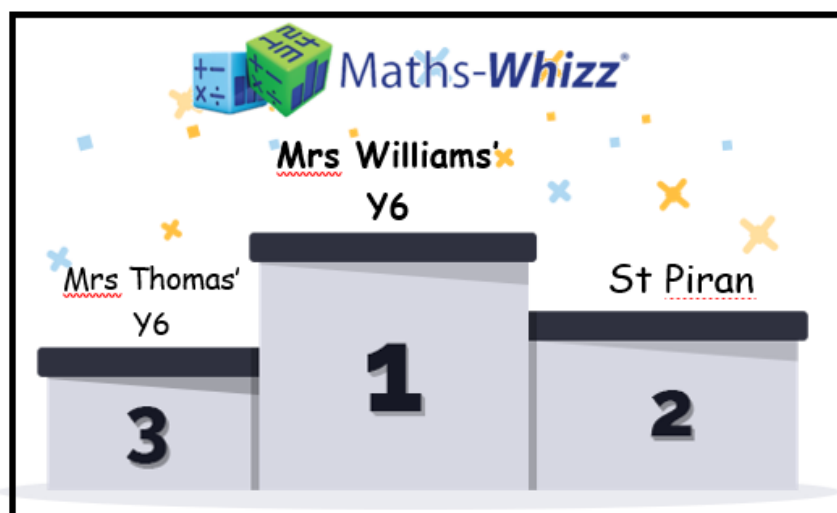 Maths-Whizz®
Mrs Williams’
Y6
Mrs Thomas’
Y6
St Piran
3
1
2